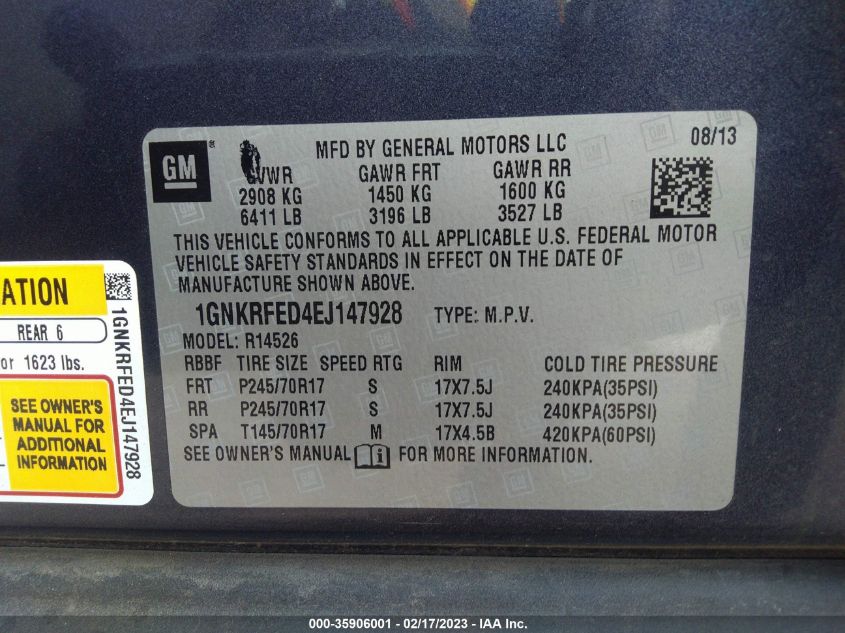 GM
MFD BY GENERAL MOTORS LLC 08/13
GVWR GAWR FRT GAWR RR
2908 KG 1450 KG 1600 KG
6411 LB 3196 LB 3527 LB
THIS VEHICLE CONFORMS TO ALL APPLICABLE U.S. FEDERAL MOTOR
VEHICLE SAFETY STANDARDS IN EFFECT ON THE DATE OF
MANUFACTURE SHOWN ABOVE.
1GNKRFED4EJ147928 TYPE: M.P.V.
MODEL: R14526
RBBF TIRE SIZE SPEED RTG RIM COLD TIRE PRESSURE
FRT P245/70R17 S 17X7.5J 240KPA(35PSI)
RR P245/70R17 S 17X7.5J 240KPA(35PSI)
SPA T145/70R17 M 17X4.5B 420KPA(60PSI)
SEE OWNER'S MANUAL FOR MORE INFORMATION.
ATION
REAR 6
or 1623 lbs.
SEE OWNER'S
MANUAL FOR
ADDITIONAL
INFORMATION
1GNKRFED4EJ147928
000-35906001 - 02/17/2023 - IAA Inc.